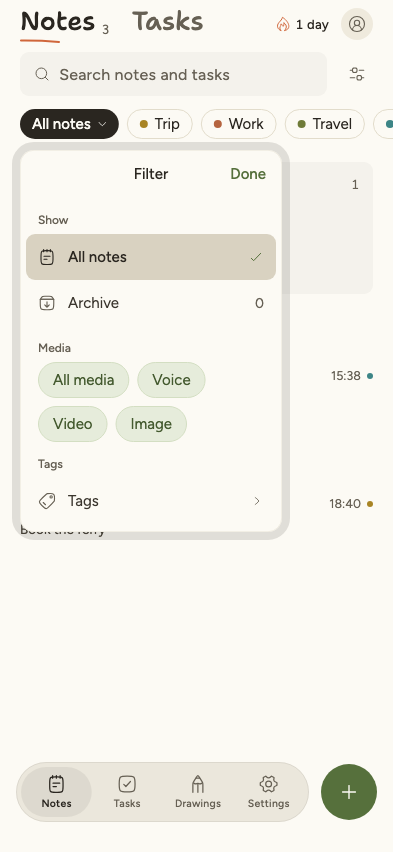 Notes 3 Tasks 1 day
Search notes and tasks
All notes Trip Work Travel
Filter Done
1
Show
All notes
Archive 0
Media
All media Voice
15:38
Video Image
Tags
Tags
18:40
Book the ferry
Notes Tasks Drawings Settings